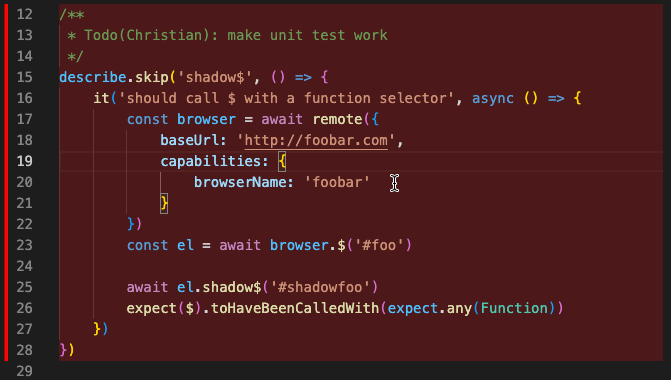 12 /**
13  * Todo(Christian): make unit test work
14  */
15 describe.skip('shadow$', () => {
16     it('should call $ with a function selector', async () => {
17         const browser = await remote({
18             baseUrl: 'http://foobar.com',
19             capabilities: {
20                 browserName: 'foobar'
21             }
22         })
23         const el = await browser.$('#foo')
24
25         await el.shadow$('#shadowfoo')
26         expect($).toHaveBeenCalledWith(expect.any(Function))
27     })
28 })
29